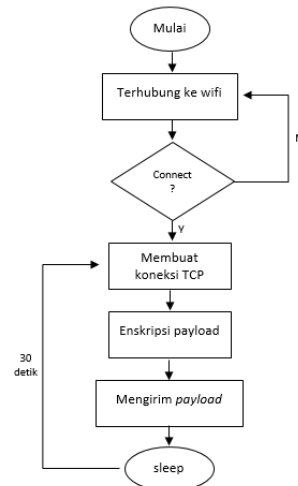 Mulai
Terhubung ke wifi
Connect
?
Y
Membuat
koneksi TCP
Enskripsi payload
30
detik
Mengirim payload
sleep